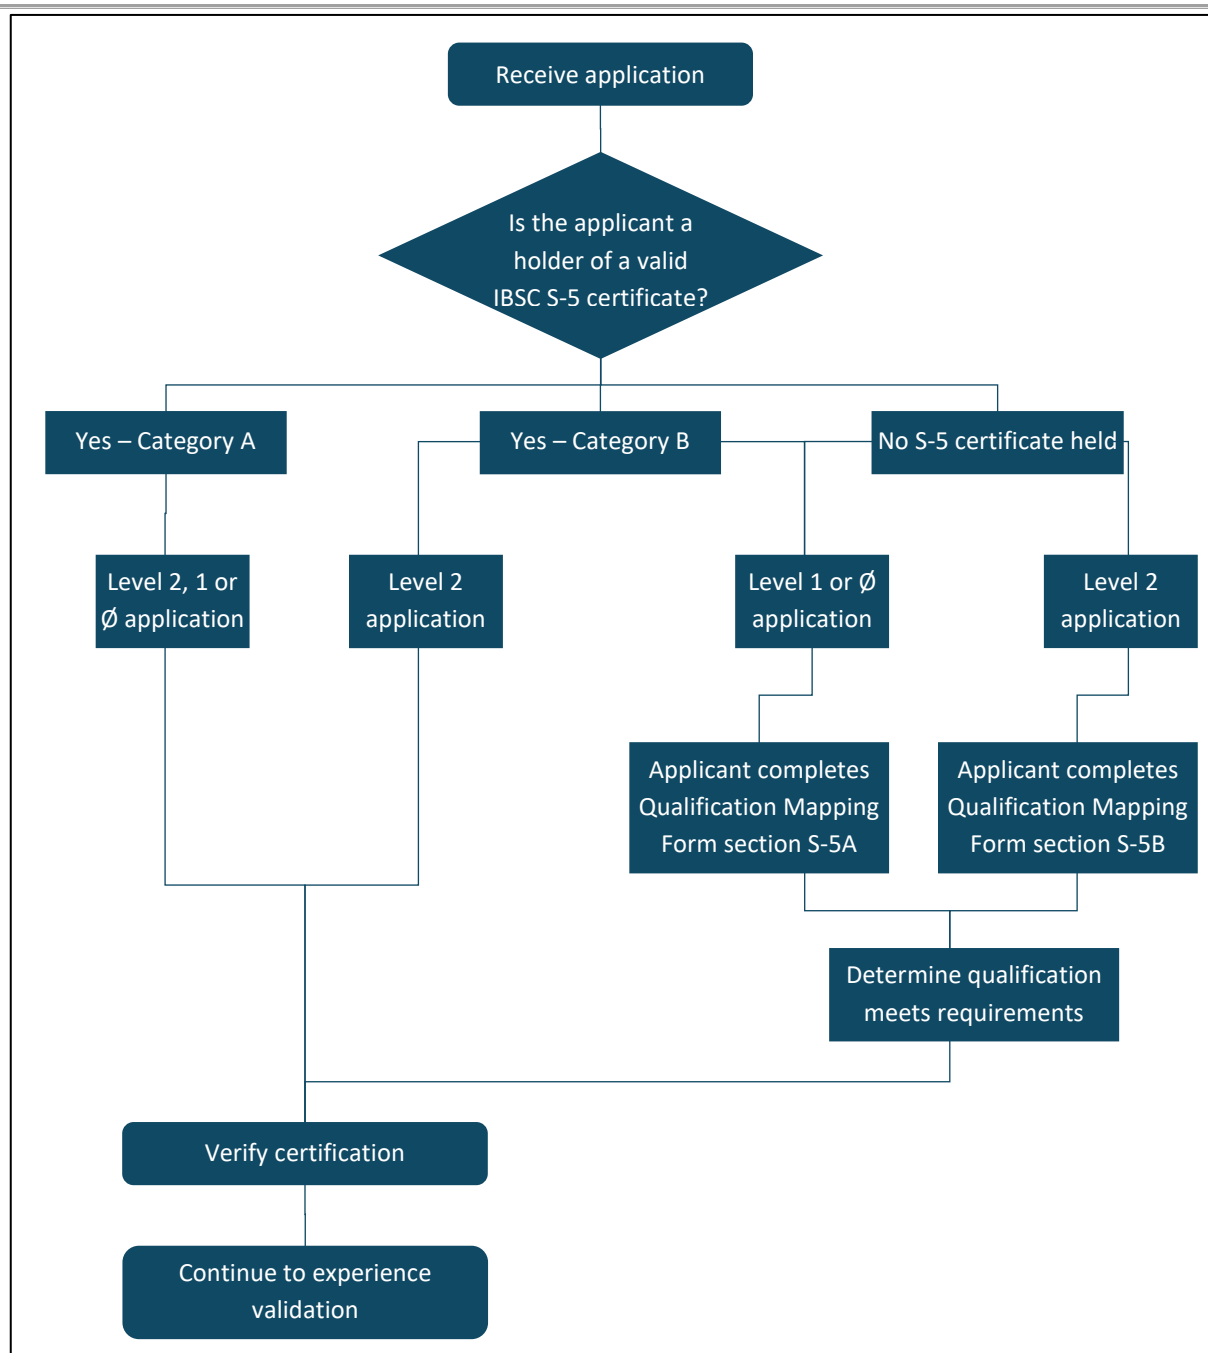 Receive application
Is the applicant a
holder of a valid
IBSC S-5 certificate?
Yes – Category A
Yes – Category B
No S-5 certificate held
Level 2, 1 or
Ø application
Level 2
application
Level 1 or Ø
application
Level 2
application
Applicant completes
Qualification Mapping
Form section S-5A
Applicant completes
Qualification Mapping
Form section S-5B
Determine qualification
meets requirements
Verify certification
Continue to experience
validation